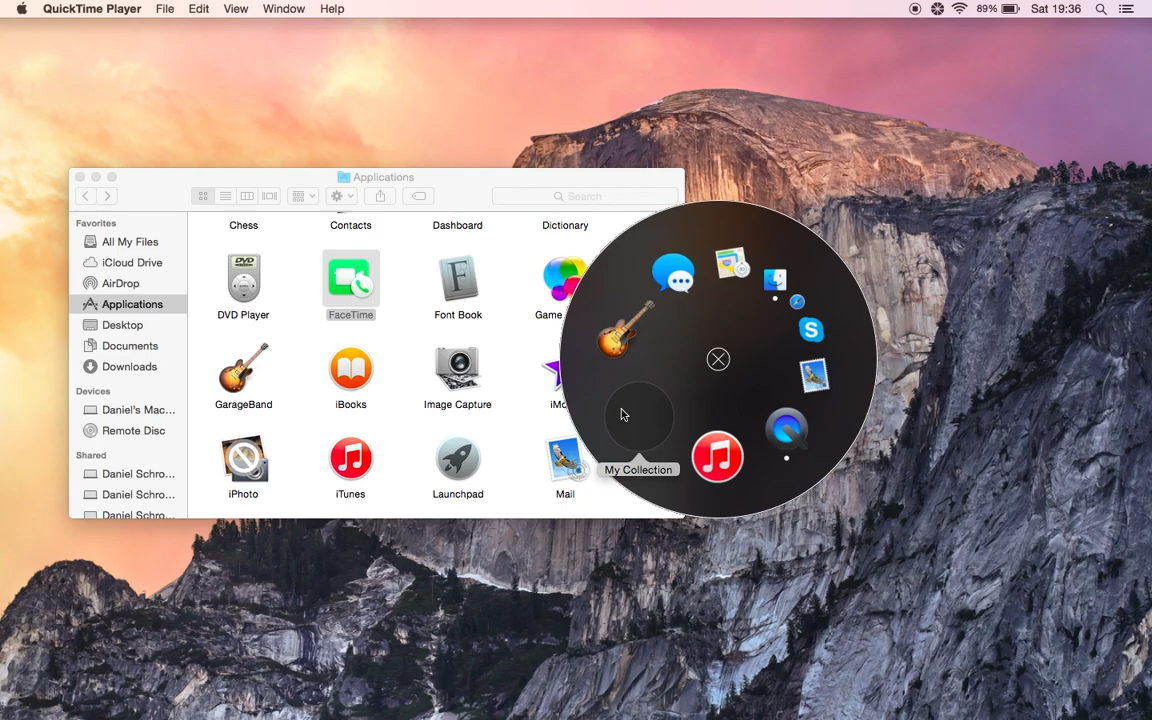 QuickTime Player File Edit View Window Help 89% Sat 19:36
Applications
Search
Favorites
All My Files
iCloud Drive
AirDrop
Applications
Desktop
Documents
Downloads
Devices
Daniel's Mac...
Remote Disc
Shared
Daniel Schro...
Daniel Schro...
Daniel Schro...
Chess Contacts Dashboard Dictionary
DVD
DVD Player FaceTime Font Book Game
GarageBand iBooks Image Capture iMo
iPhoto iTunes Launchpad Mail
My Collection